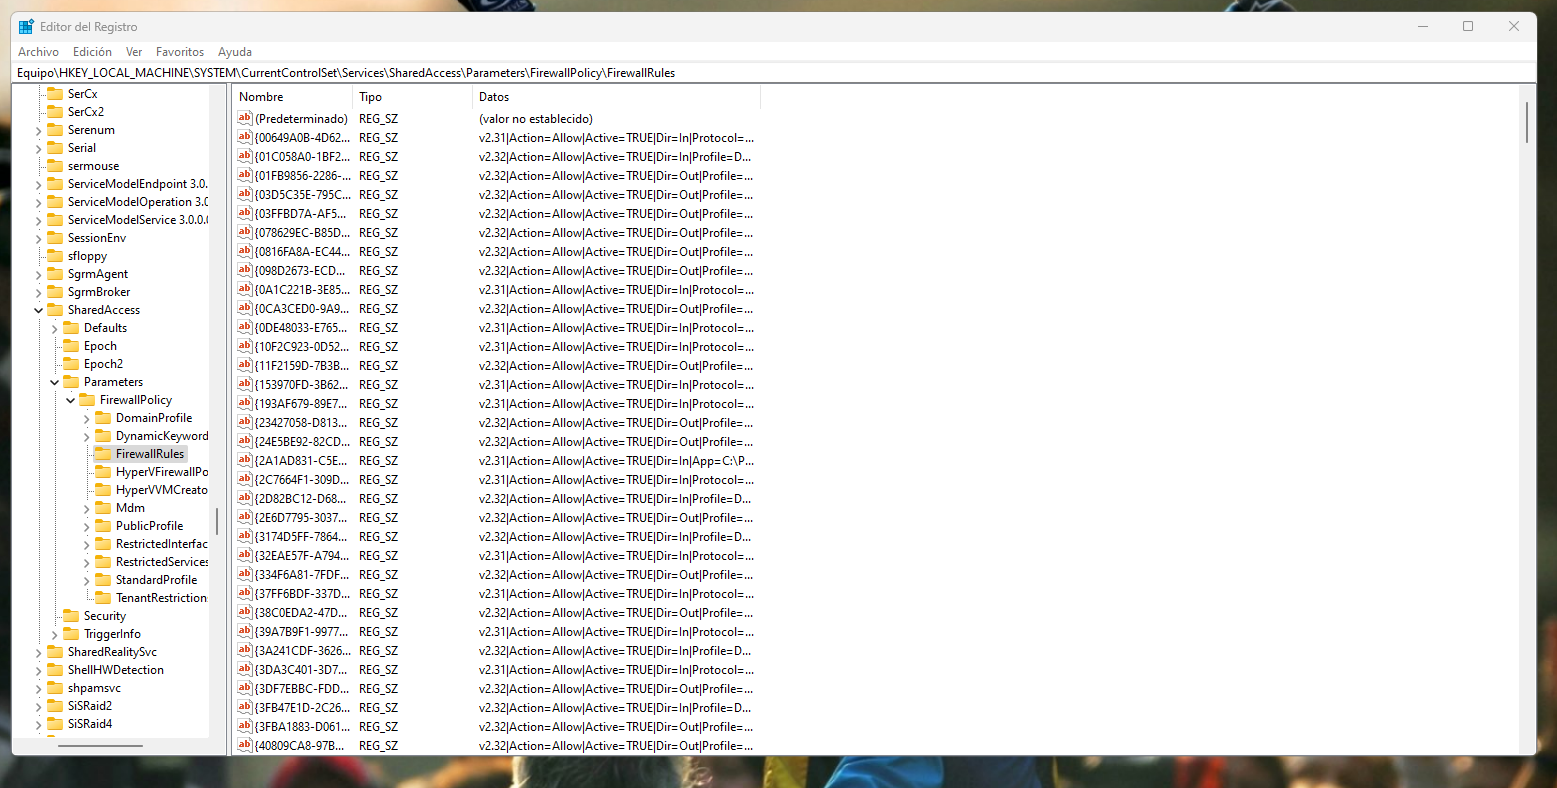 Editor del Registro
Archivo Edición Ver Favoritos Ayuda
Equipo\HKEY_LOCAL_MACHINE\SYSTEM\CurrentControlSet\Services\SharedAccess\Parameters\FirewallPolicy\FirewallRules
SerCx
SerCx2
Serenum
Serial
sermouse
ServiceModelEndpoint 3.0.
ServiceModelOperation 3.0
ServiceModelService 3.0.0.0
SessionEnv
sfloppy
SgrmAgent
SgrmBroker
SharedAccess
Defaults
Epoch
Epoch2
Parameters
FirewallPolicy
DomainProfile
DynamicKeyword
FirewallRules
HyperVFirewallPo
HyperVVMCreato
Mdm
PublicProfile
RestrictedInterfac
RestrictedServices
StandardProfile
TenantRestriction
Security
TriggerInfo
SharedRealitySvc
ShellHWDetection
shpamsvc
SiSRaid2
SiSRaid4
Nombre Tipo Datos
(Predeterminado) REG_SZ (valor no establecido)
{00649A0B-4D62... REG_SZ v2.31|Action=Allow|Active=TRUE|Dir=In|Protocol=...
{01C058A0-1BF2... REG_SZ v2.32|Action=Allow|Active=TRUE|Dir=In|Profile=D...
{01FB9856-2286-... REG_SZ v2.32|Action=Allow|Active=TRUE|Dir=Out|Profile=...
{03D5C35E-795C... REG_SZ v2.32|Action=Allow|Active=TRUE|Dir=Out|Profile=...
{03FFBD7A-AF5... REG_SZ v2.32|Action=Allow|Active=TRUE|Dir=Out|Profile=...
{078629EC-B85D... REG_SZ v2.32|Action=Allow|Active=TRUE|Dir=Out|Profile=...
{0816FA8A-EC44... REG_SZ v2.32|Action=Allow|Active=TRUE|Dir=Out|Profile=...
{098D2673-ECD... REG_SZ v2.32|Action=Allow|Active=TRUE|Dir=Out|Profile=...
{0A1C221B-3E85... REG_SZ v2.31|Action=Allow|Active=TRUE|Dir=In|Protocol=...
{0CA3CED0-9A9... REG_SZ v2.32|Action=Allow|Active=TRUE|Dir=Out|Profile=...
{0DE48033-E765... REG_SZ v2.31|Action=Allow|Active=TRUE|Dir=In|Protocol=...
{10F2C923-0D52... REG_SZ v2.31|Action=Allow|Active=TRUE|Dir=In|Protocol=...
{11F2159D-7B3B... REG_SZ v2.32|Action=Allow|Active=TRUE|Dir=Out|Profile=...
{153970FD-3B62... REG_SZ v2.31|Action=Allow|Active=TRUE|Dir=In|Protocol=...
{193AF679-89E7... REG_SZ v2.31|Action=Allow|Active=TRUE|Dir=In|Protocol=...
{23427058-D813... REG_SZ v2.32|Action=Allow|Active=TRUE|Dir=Out|Profile=...
{24E5BE92-82CD... REG_SZ v2.32|Action=Allow|Active=TRUE|Dir=Out|Profile=...
{2A1AD831-C5E... REG_SZ v2.31|Action=Allow|Active=TRUE|Dir=In|App=C:\P...
{2C7664F1-309D... REG_SZ v2.31|Action=Allow|Active=TRUE|Dir=In|Protocol=...
{2D82BC12-D68... REG_SZ v2.32|Action=Allow|Active=TRUE|Dir=In|Profile=D...
{2E6D7795-3037... REG_SZ v2.32|Action=Allow|Active=TRUE|Dir=Out|Profile=...
{3174D5FF-7864... REG_SZ v2.32|Action=Allow|Active=TRUE|Dir=In|Profile=D...
{32EAE57F-A794... REG_SZ v2.31|Action=Allow|Active=TRUE|Dir=In|Protocol=...
{334F6A81-7FDF... REG_SZ v2.32|Action=Allow|Active=TRUE|Dir=Out|Profile=...
{37FF6BDF-337D... REG_SZ v2.31|Action=Allow|Active=TRUE|Dir=In|Protocol=...
{38C0EDA2-47D... REG_SZ v2.32|Action=Allow|Active=TRUE|Dir=Out|Profile=...
{39A7B9F1-9977... REG_SZ v2.31|Action=Allow|Active=TRUE|Dir=In|Protocol=...
{3A241CDF-3626... REG_SZ v2.32|Action=Allow|Active=TRUE|Dir=In|Profile=D...
{3DA3C401-3D7... REG_SZ v2.31|Action=Allow|Active=TRUE|Dir=In|Protocol=...
{3DF7EBBC-FDD... REG_SZ v2.32|Action=Allow|Active=TRUE|Dir=Out|Profile=...
{3FB47E1D-2C26... REG_SZ v2.32|Action=Allow|Active=TRUE|Dir=In|Profile=D...
{3FBA1883-D061... REG_SZ v2.32|Action=Allow|Active=TRUE|Dir=Out|Profile=...
{40809CA8-97B... REG_SZ v2.32|Action=Allow|Active=TRUE|Dir=Out|Profile=...